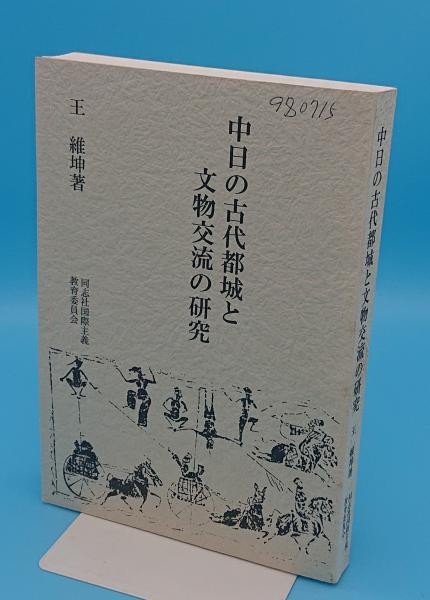 980715
中日の古代都城と
文物交流の研究
王 維坤著
同志社国際主義
教育委員会
中日の古代都城と文物交流の研究
王 維坤著